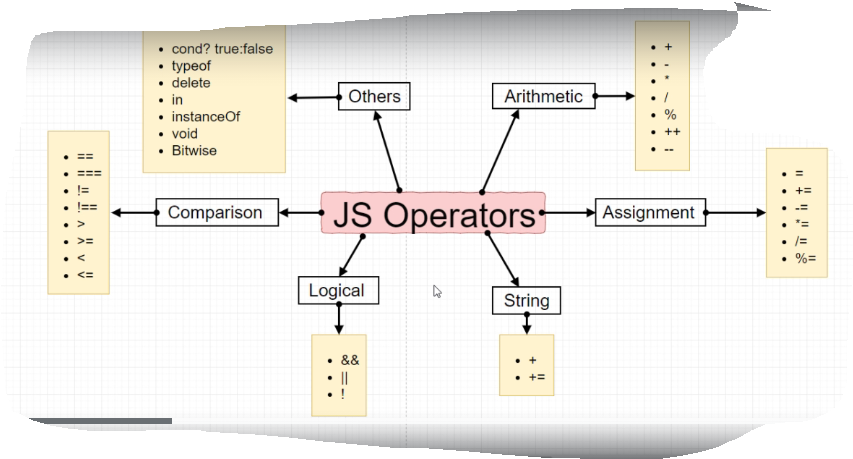 JS Operators
Others
cond? true:false
typeof
delete
in
instanceOf
void
Bitwise
Arithmetic
+
-
*
/
%
++
--
Comparison
==
===
!=
!==
>
>=
<
<=
Assignment
=
+=
-=
*=
/=
%=
Logical
&&
||
!
String
+
+=